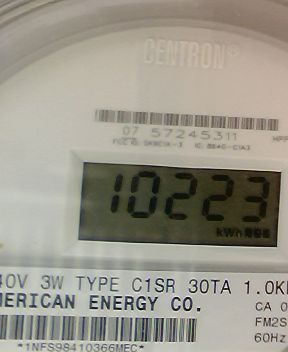 CENTRON®
07 57245311
10223
kWh
40V 3W TYPE C1SR 30TA 1.0K
MERICAN ENERGY CO.
CA 0
FM2S
60Hz
*1NFS98410366MEC*